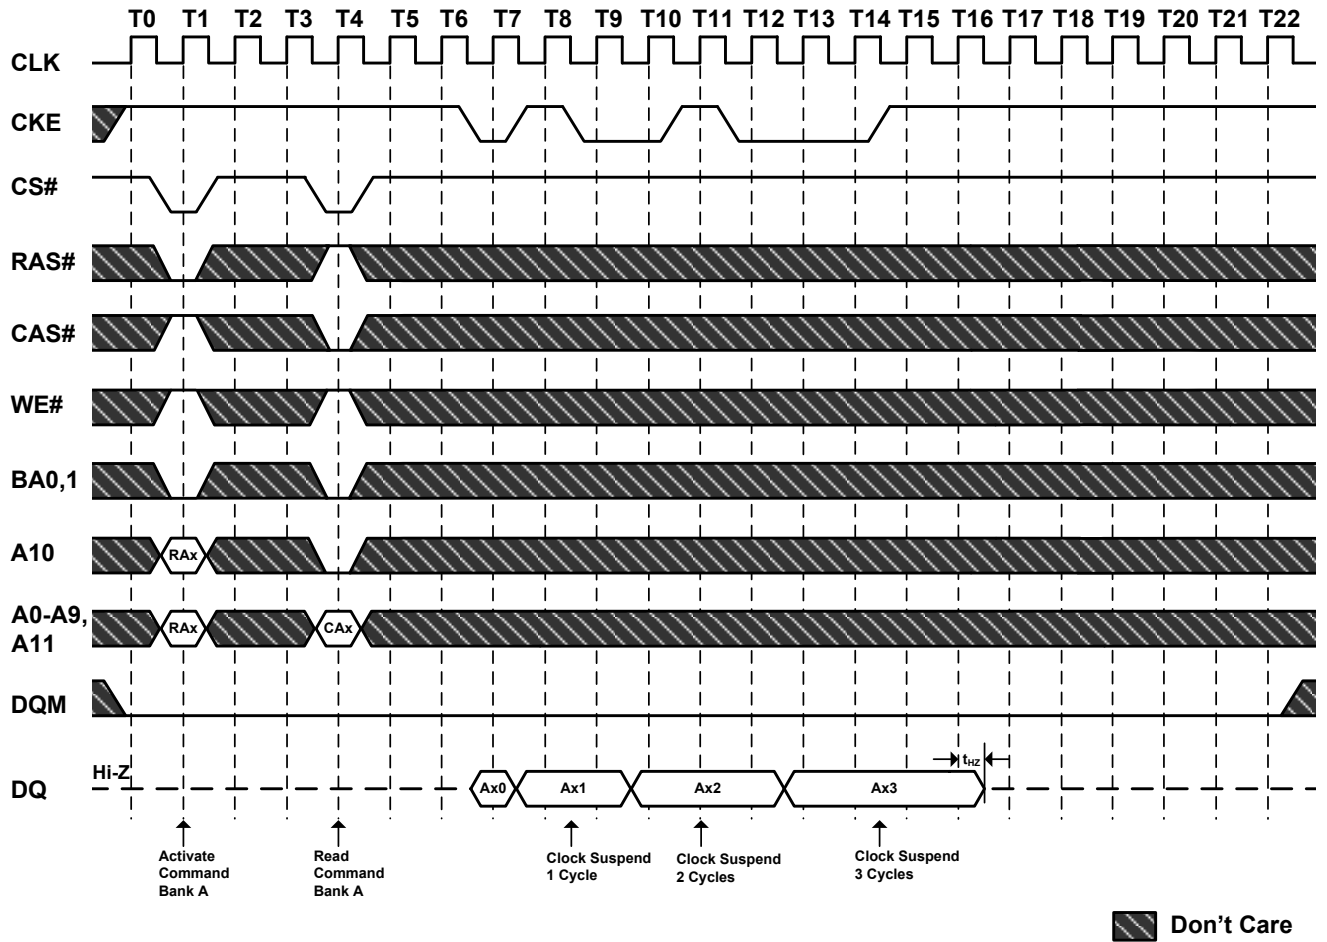 T0 T1 T2 T3 T4 T5 T6 T7 T8 T9 T10 T11 T12 T13 T14 T15 T16 T17 T18 T19 T20 T21 T22
CLK
CKE
CS#
RAS#
CAS#
WE#
BA0,1
A10
RAx
A0-A9,
A11
RAx
CAx
DQM
Hi-Z
tHZ
DQ
Ax0
Ax1
Ax2
Ax3
Activate
Command
Bank A
Read
Command
Bank A
Clock Suspend
1 Cycle
Clock Suspend
2 Cycles
Clock Suspend
3 Cycles
Don't Care